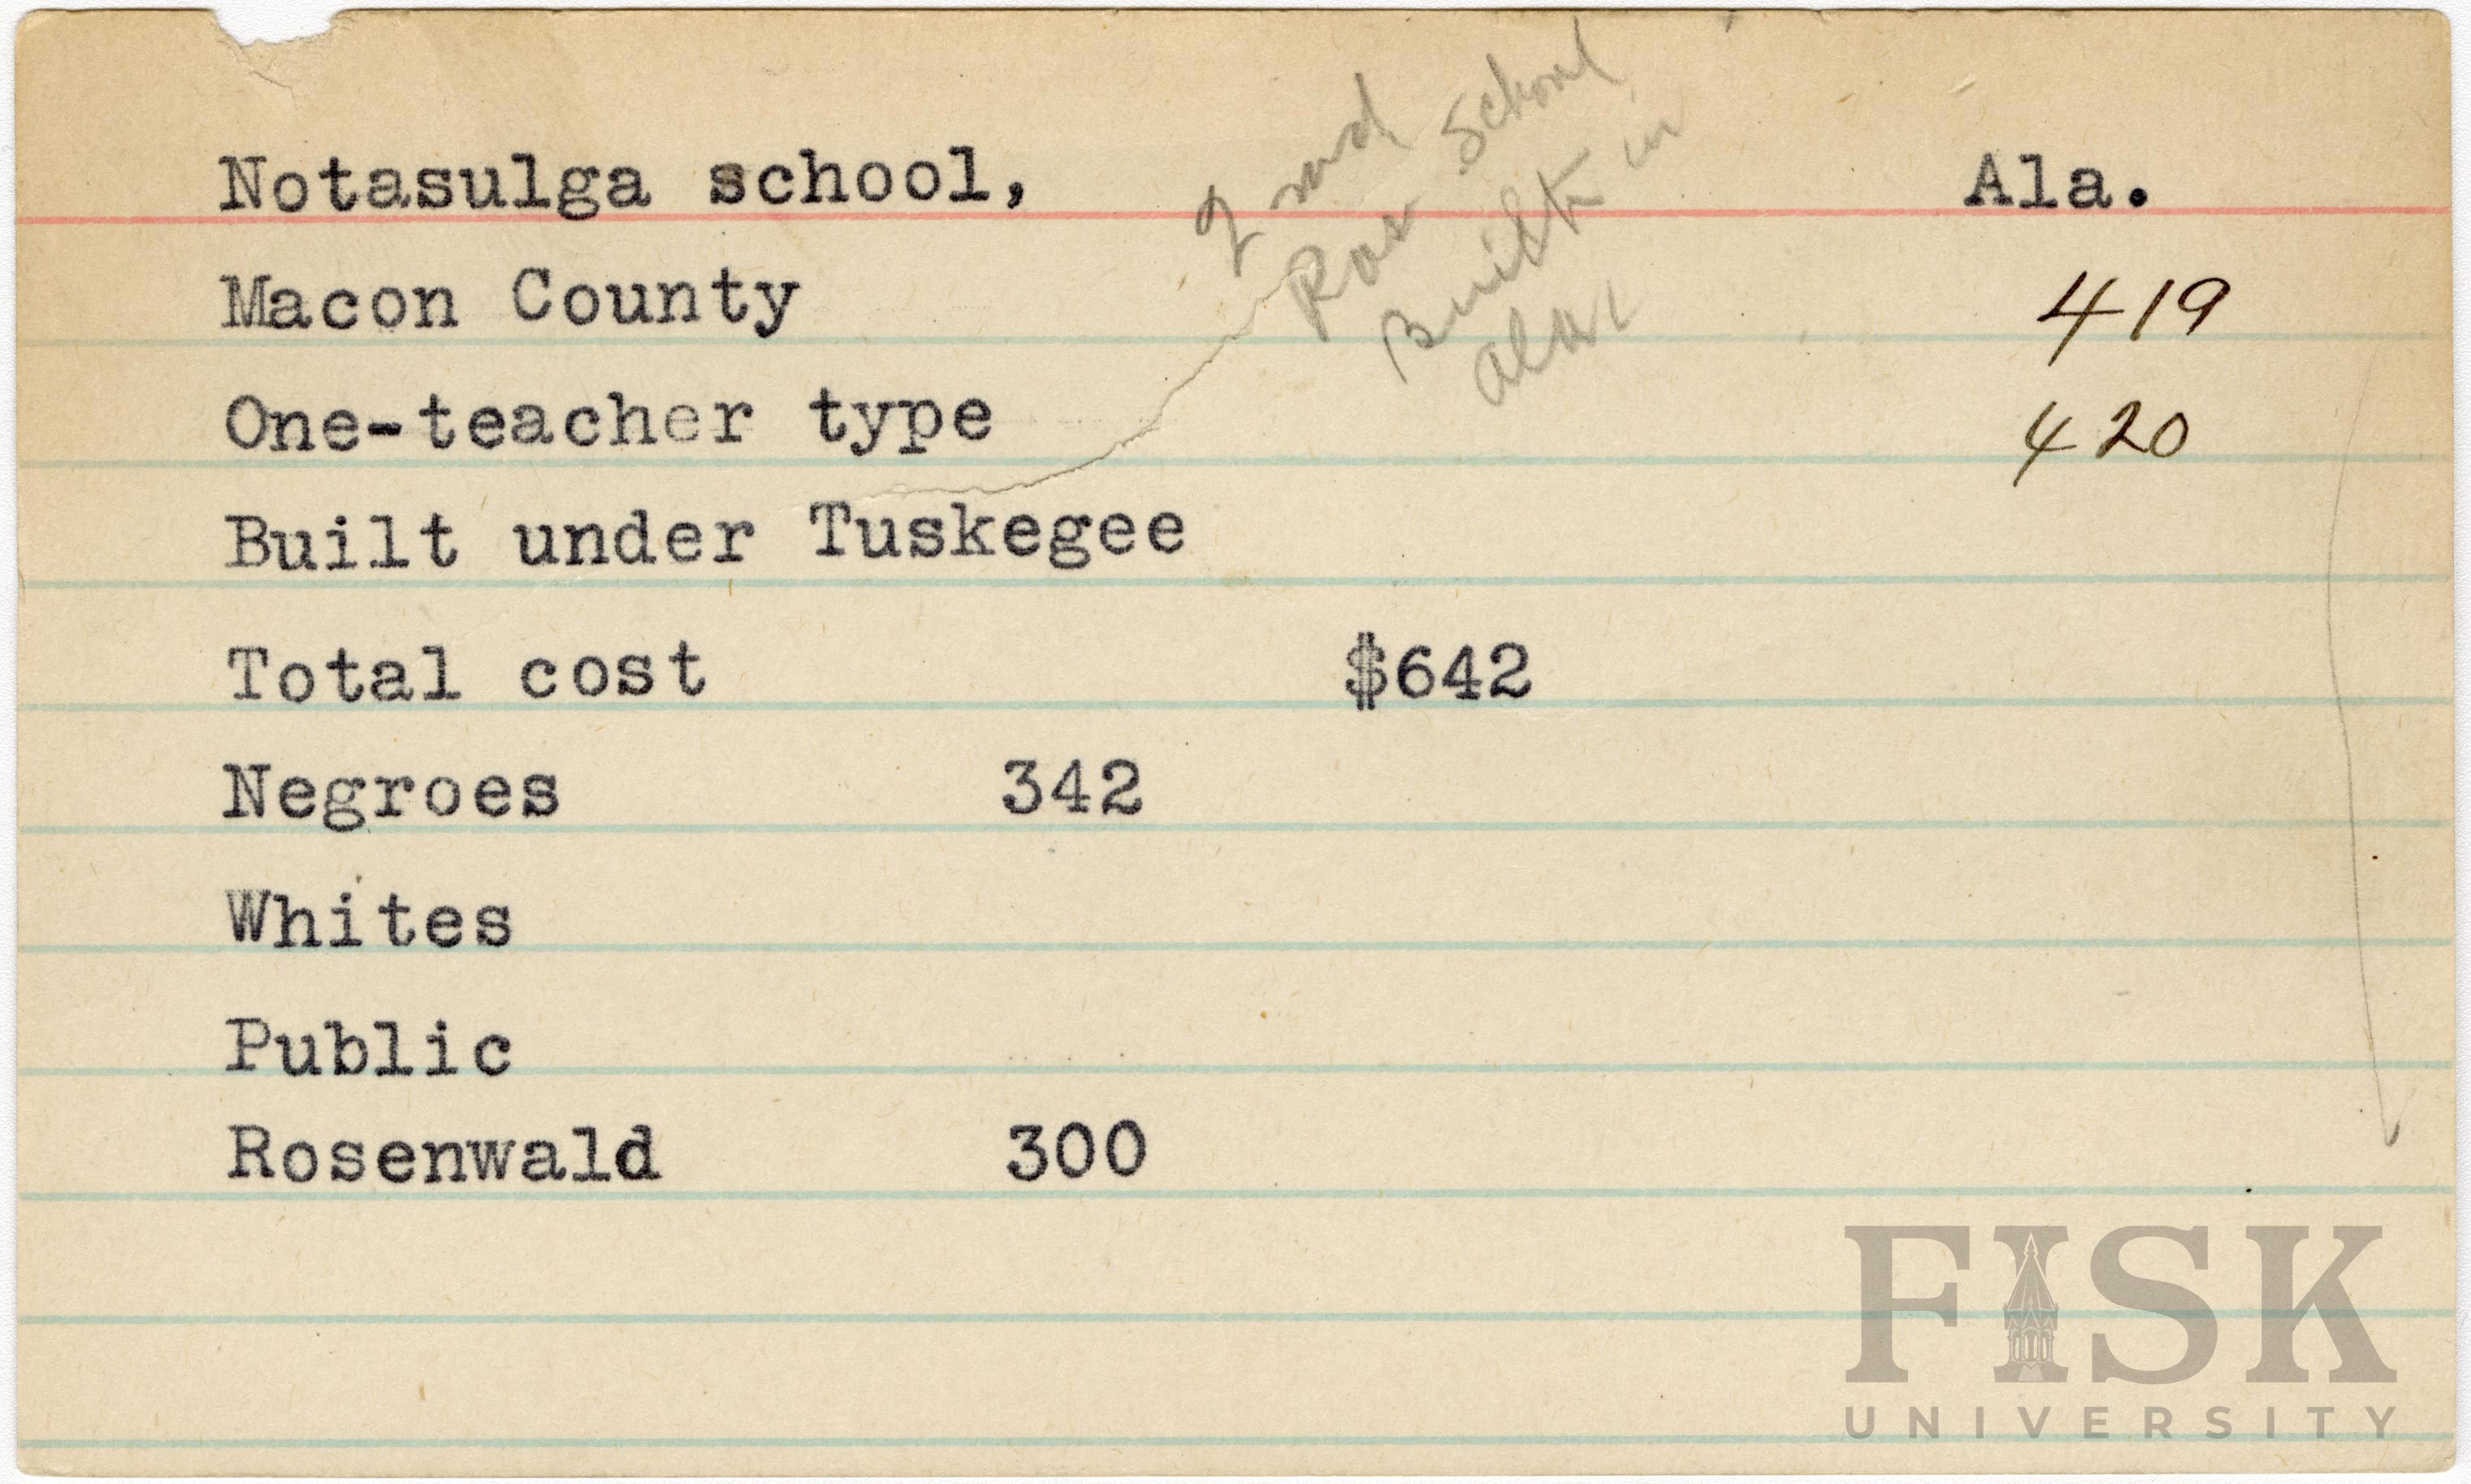 Notasulga school, Ala.
2nd
Ros School
Built in
Ala.
Macon County 419
One-teacher type 420
Built under Tuskegee
Total cost $642
Negroes 342
Whites
Public
Rosenwald 300
FISK
UNIVERSITY